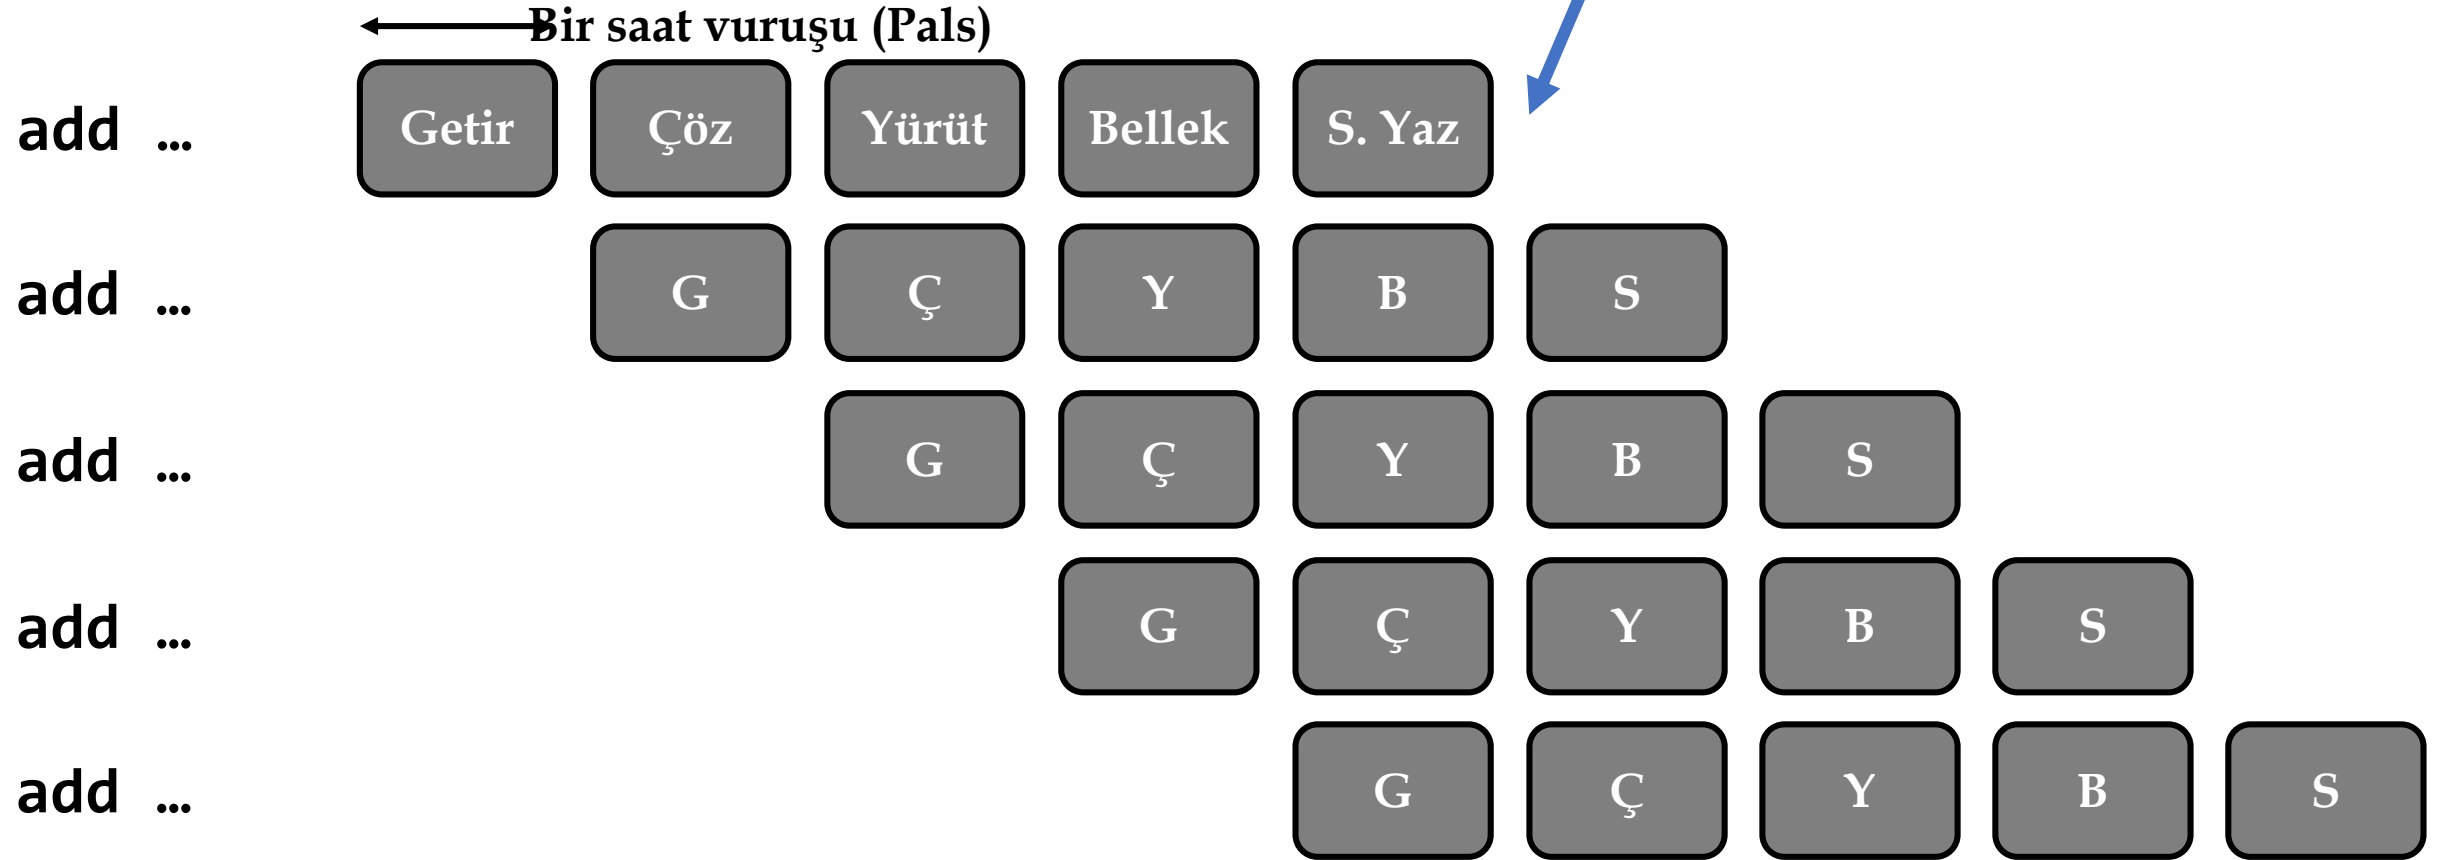 Bir saat vuruşu (Pals)
add … Getir Çöz Yürüt Bellek S. Yaz
add … G Ç Y B S
add … G Ç Y B S
add … G Ç Y B S
add … G Ç Y B S